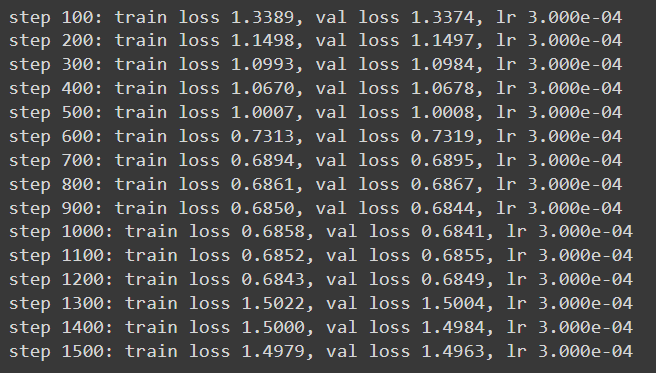 step 100: train loss 1.3389, val loss 1.3374, lr 3.000e-04
step 200: train loss 1.1498, val loss 1.1497, lr 3.000e-04
step 300: train loss 1.0993, val loss 1.0984, lr 3.000e-04
step 400: train loss 1.0670, val loss 1.0678, lr 3.000e-04
step 500: train loss 1.0007, val loss 1.0008, lr 3.000e-04
step 600: train loss 0.7313, val loss 0.7319, lr 3.000e-04
step 700: train loss 0.6894, val loss 0.6895, lr 3.000e-04
step 800: train loss 0.6861, val loss 0.6867, lr 3.000e-04
step 900: train loss 0.6850, val loss 0.6844, lr 3.000e-04
step 1000: train loss 0.6858, val loss 0.6841, lr 3.000e-04
step 1100: train loss 0.6852, val loss 0.6855, lr 3.000e-04
step 1200: train loss 0.6843, val loss 0.6849, lr 3.000e-04
step 1300: train loss 1.5022, val loss 1.5004, lr 3.000e-04
step 1400: train loss 1.5000, val loss 1.4984, lr 3.000e-04
step 1500: train loss 1.4979, val loss 1.4963, lr 3.000e-04